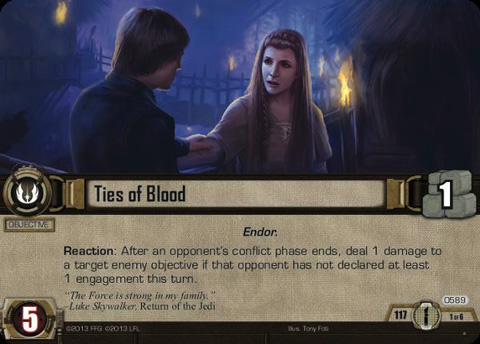 Ties of Blood
1
OBJECTIVE
Endor.
Reaction: After an opponent's conflict phase ends, deal 1 damage to
a target enemy objective if that opponent has not declared at least
1 engagement this turn.
"The Force is strong in my family."
-Luke Skywalker, Return of the Jedi
5
©2013 FFG ©2013 LFL
Illus. Tony Foti
117
0589
1 of 6